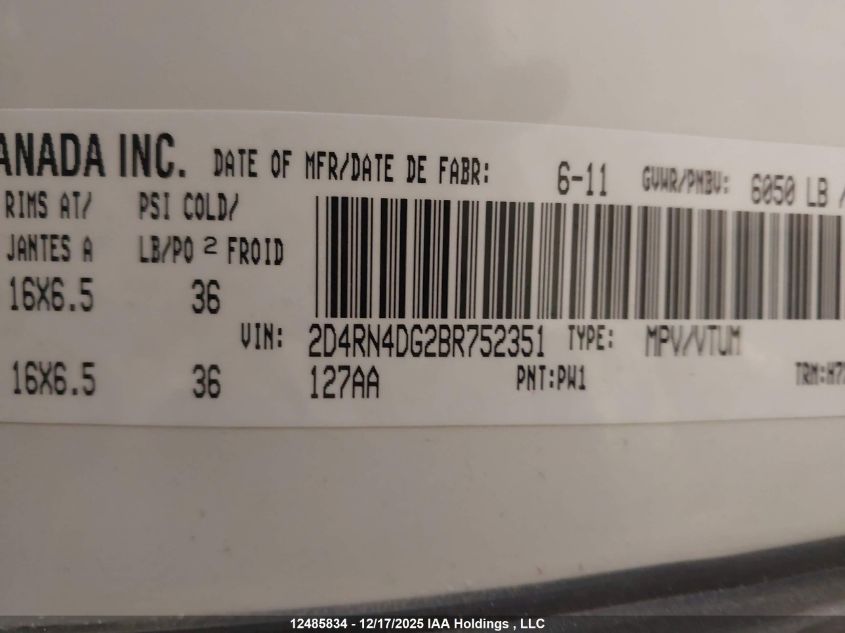 ANADA INC. DATE OF MFR/DATE DE FABR: 6-11 GVWR/PNBV: 6050 LB /
RIMS AT/ PSI COLD/
JANTES A LB/PO 2 FROID
16X6.5 36
VIN: 2D4RN4DG2BR752351 TYPE: MPV/VTUM
16X6.5 36 127AA PNT:PW1 TRM:H7
12485834 - 12/17/2025 IAA Holdings , LLC